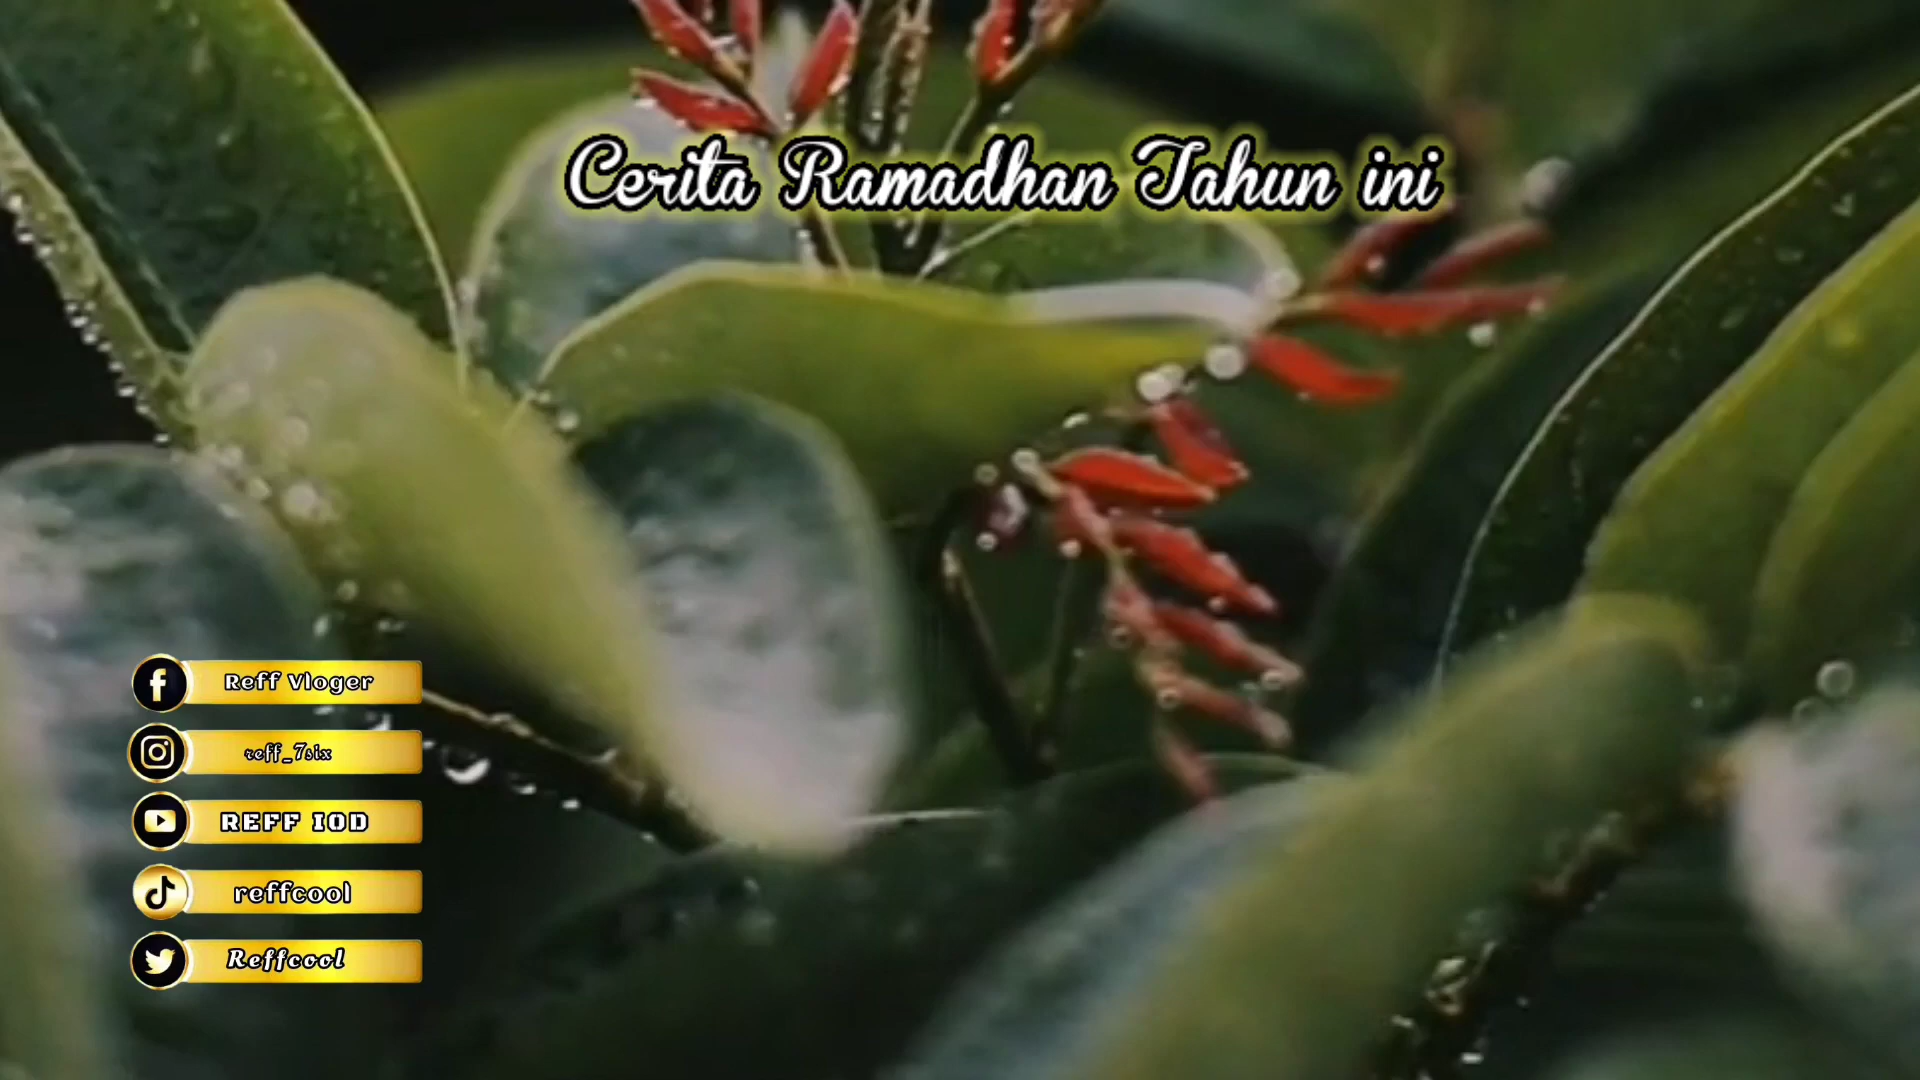 Cerita Ramadhan Tahun ini
Reff Vloger
reff_7six
REFF IOD
reffcool
Reffcool